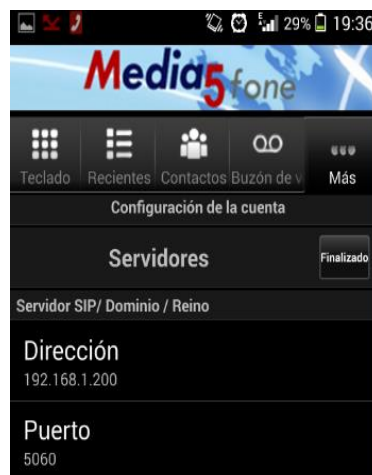 29% 19:36
Media5fone
Teclado Recientes Contactos Buzón de v Más
Configuración de la cuenta
Servidores Finalizado
Servidor SIP/ Dominio / Reino
Dirección
192.168.1.200
Puerto
5060